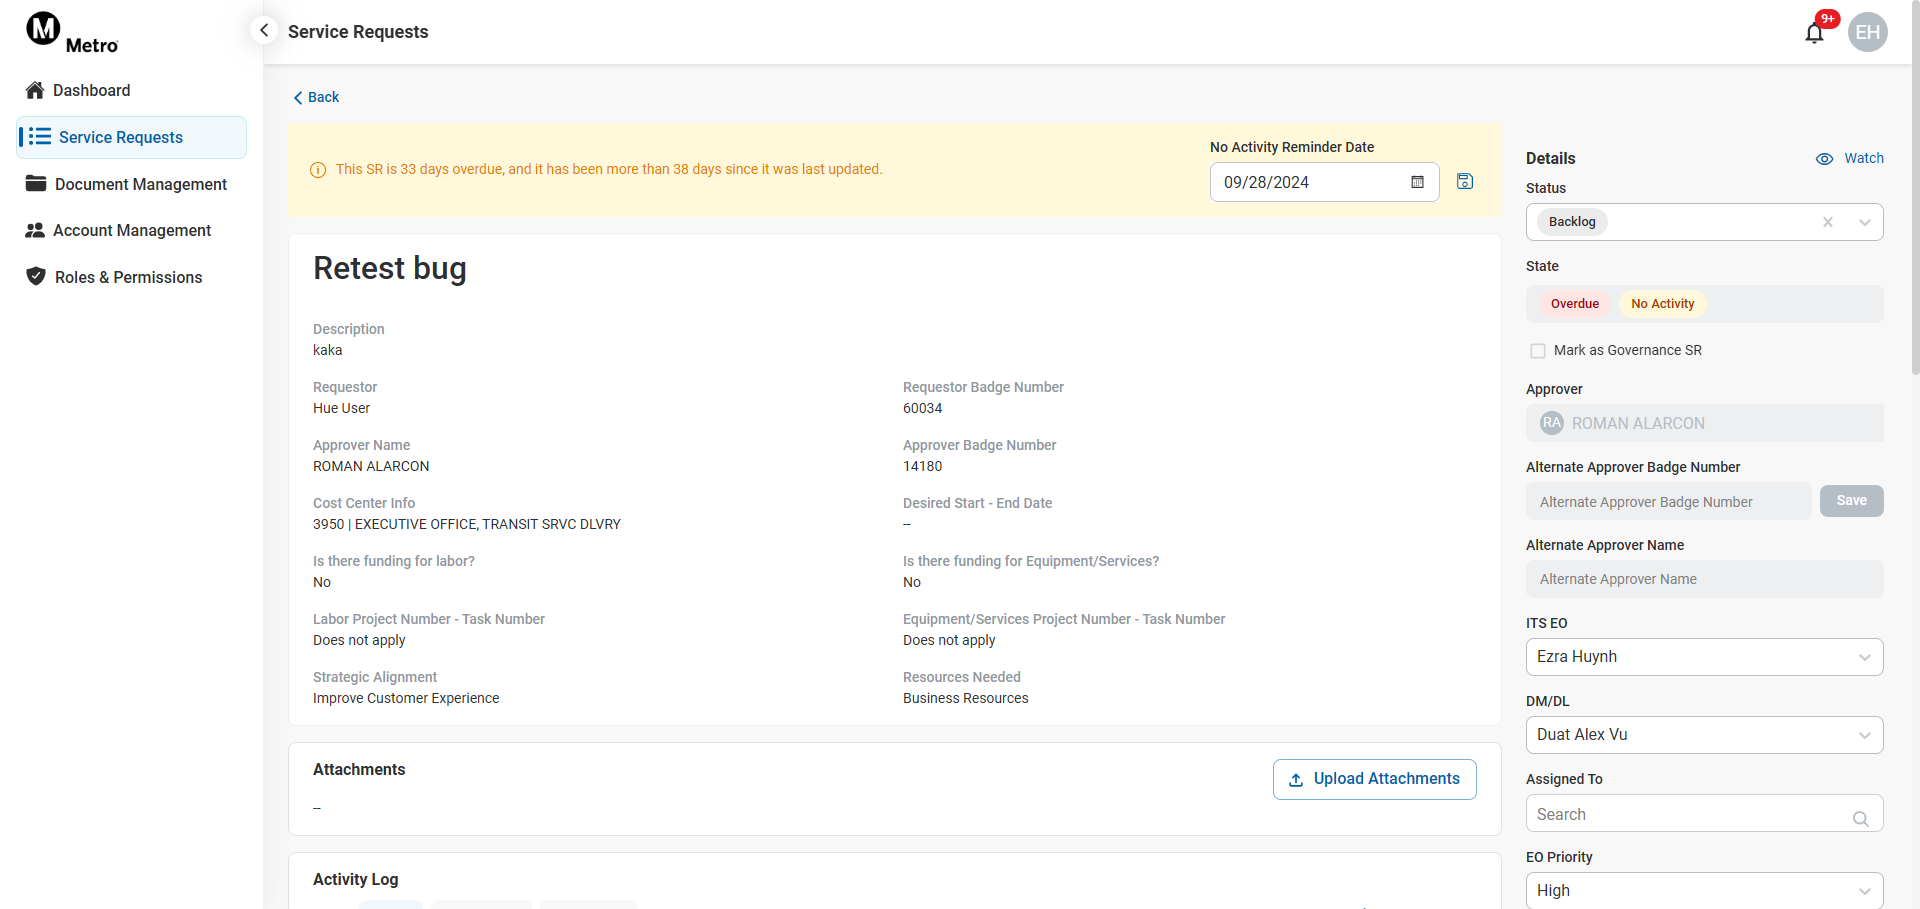 M
Metro
Service Requests
9+
EH
Dashboard
Service Requests
Document Management
Account Management
Roles & Permissions
Back
This SR is 33 days overdue, and it has been more than 38 days since it was last updated.
No Activity Reminder Date
09/28/2024
Retest bug
Description
kaka
Requestor
Hue User
Requestor Badge Number
60034
Approver Name
ROMAN ALARCON
Approver Badge Number
14180
Cost Center Info
3950 | EXECUTIVE OFFICE, TRANSIT SRVC DLVRY
Desired Start - End Date
--
Is there funding for labor?
No
Is there funding for Equipment/Services?
No
Labor Project Number - Task Number
Does not apply
Equipment/Services Project Number - Task Number
Does not apply
Strategic Alignment
Improve Customer Experience
Resources Needed
Business Resources
Attachments
--
Upload Attachments
Activity Log
Details
Watch
Status
Backlog
State
Overdue
No Activity
Mark as Governance SR
Approver
RA ROMAN ALARCON
Alternate Approver Badge Number
Alternate Approver Badge Number
Save
Alternate Approver Name
Alternate Approver Name
ITS EO
Ezra Huynh
DM/DL
Duat Alex Vu
Assigned To
Search
EO Priority
High